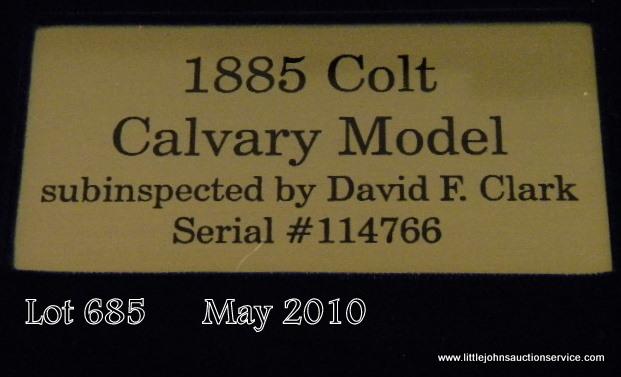 1885 Colt
Calvary Model
subinspected by David F. Clark
Serial #114766
Lot 685 May 2010
www.littlejohnsauctionservice.com